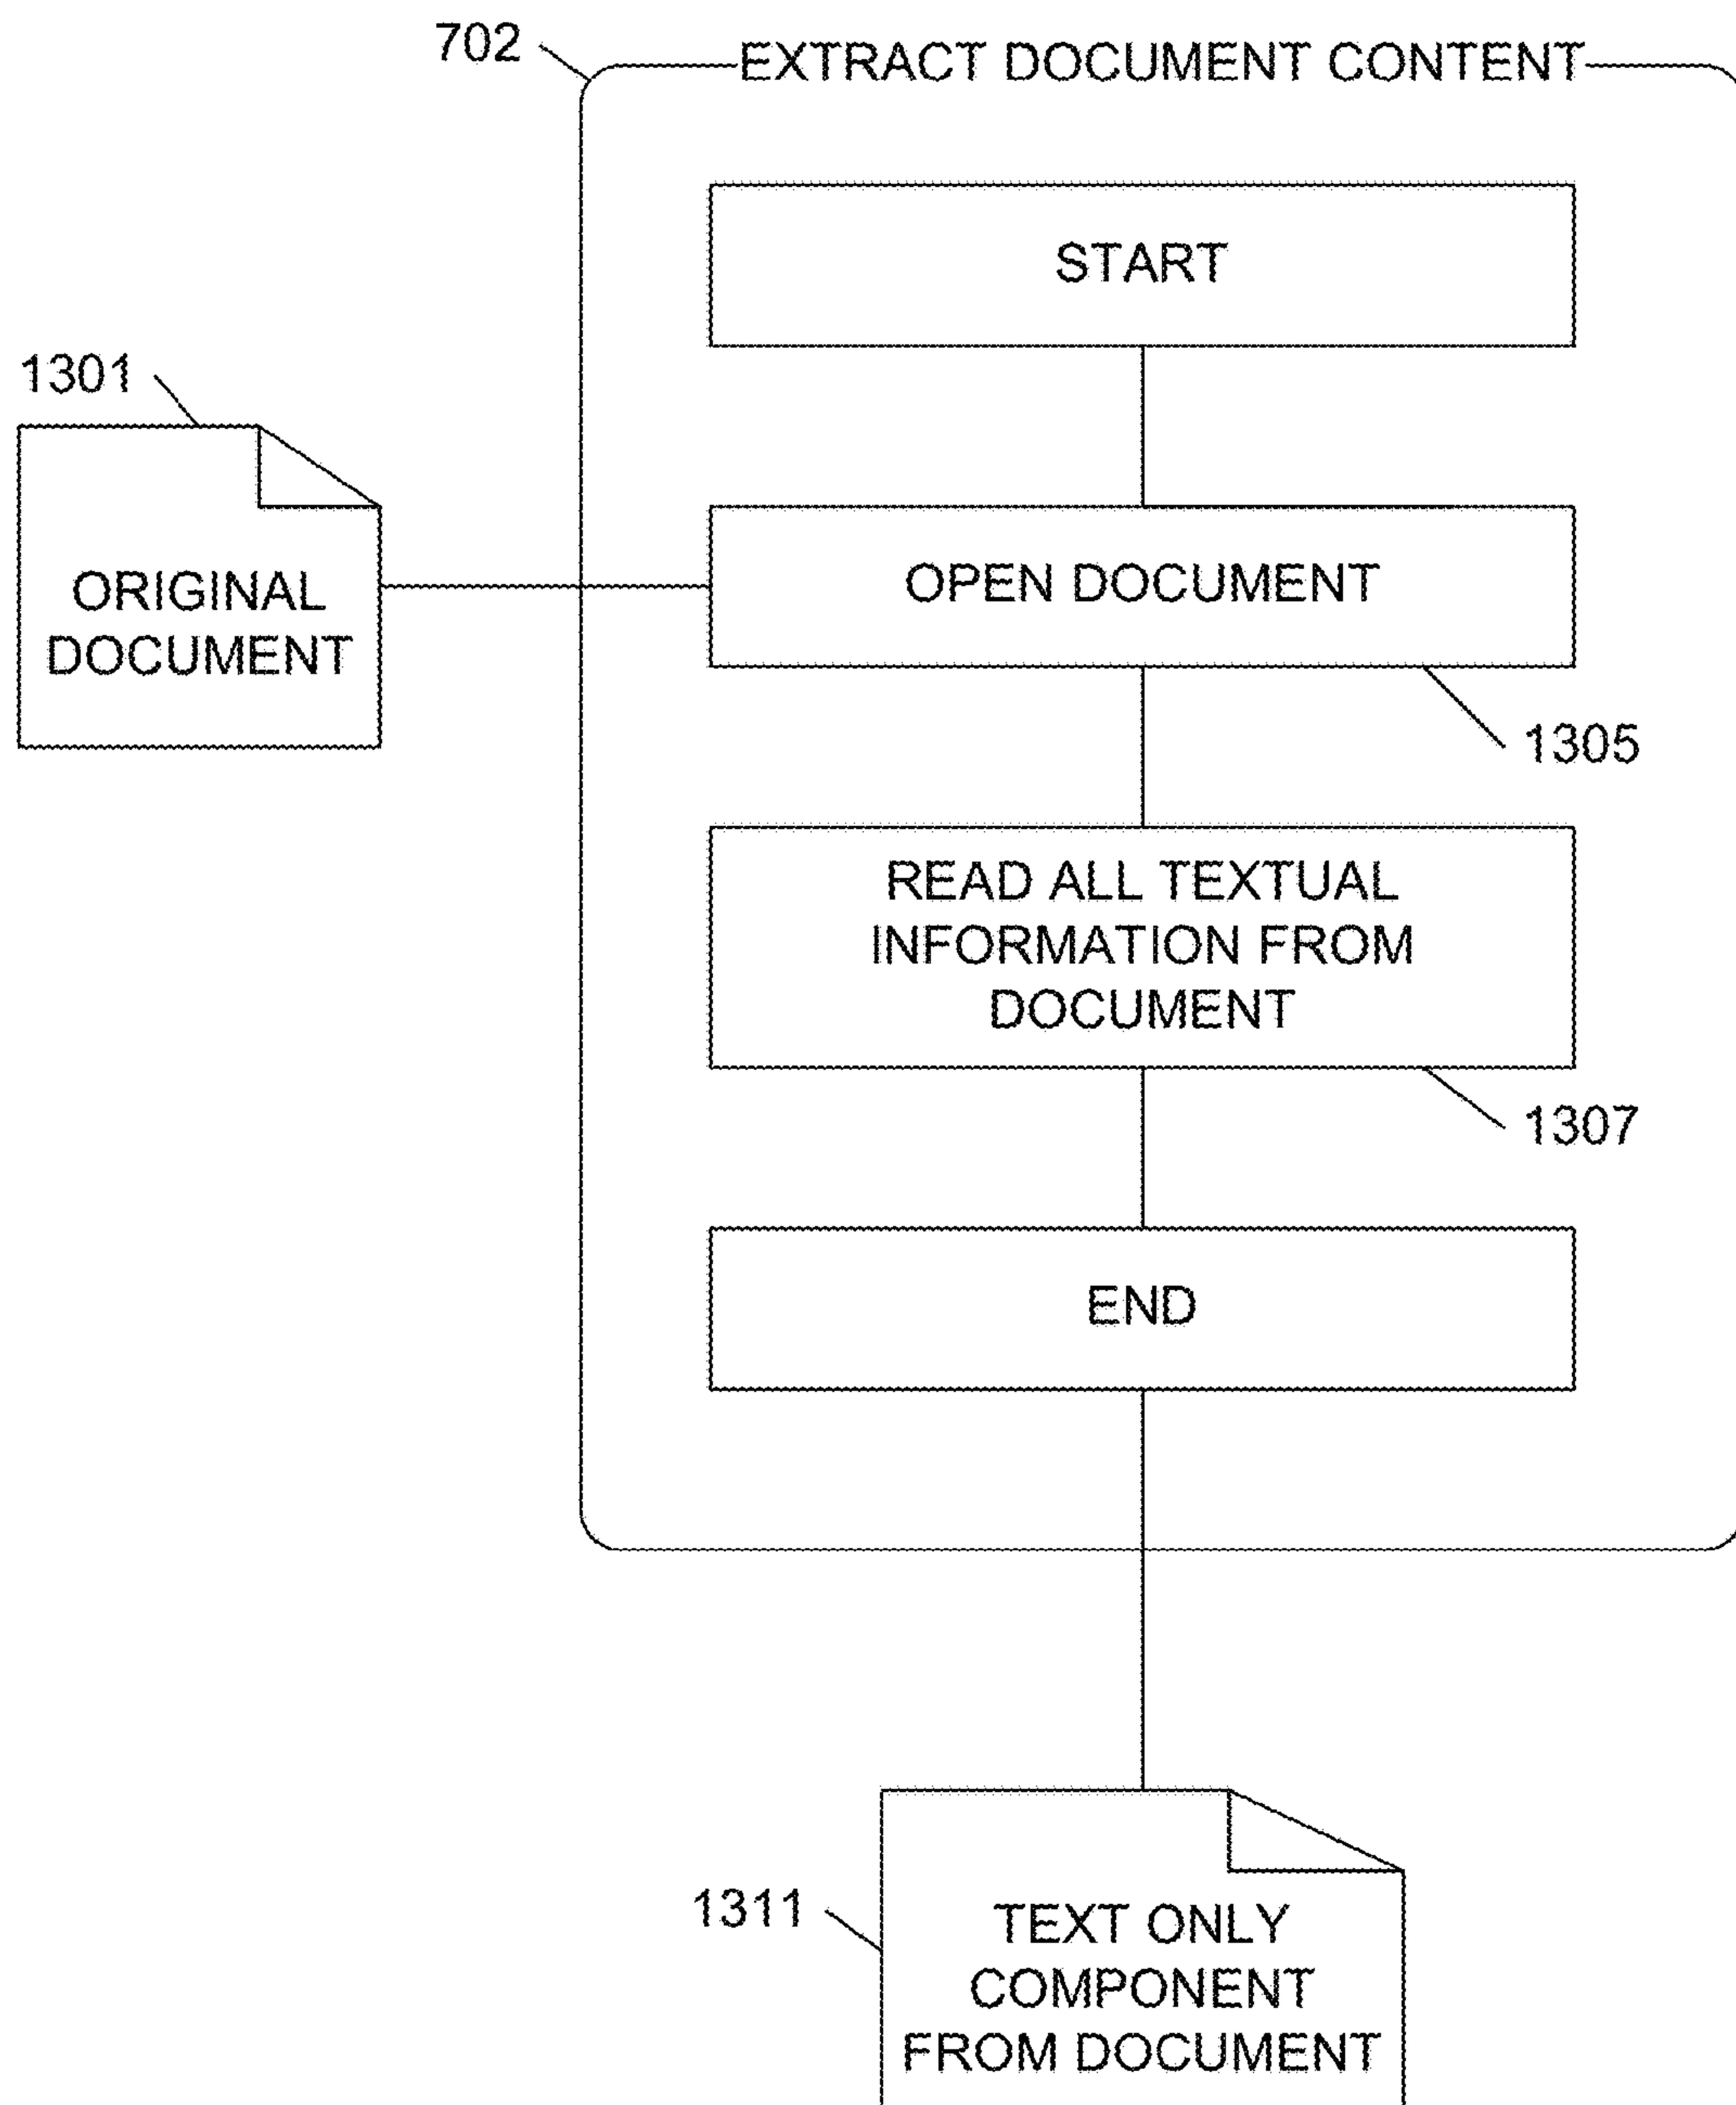 702
EXTRACT DOCUMENT CONTENT
START
1301
ORIGINAL
DOCUMENT
OPEN DOCUMENT
1305
READ ALL TEXTUAL
INFORMATION FROM
DOCUMENT
1307
END
1311
TEXT ONLY
COMPONENT
FROM DOCUMENT